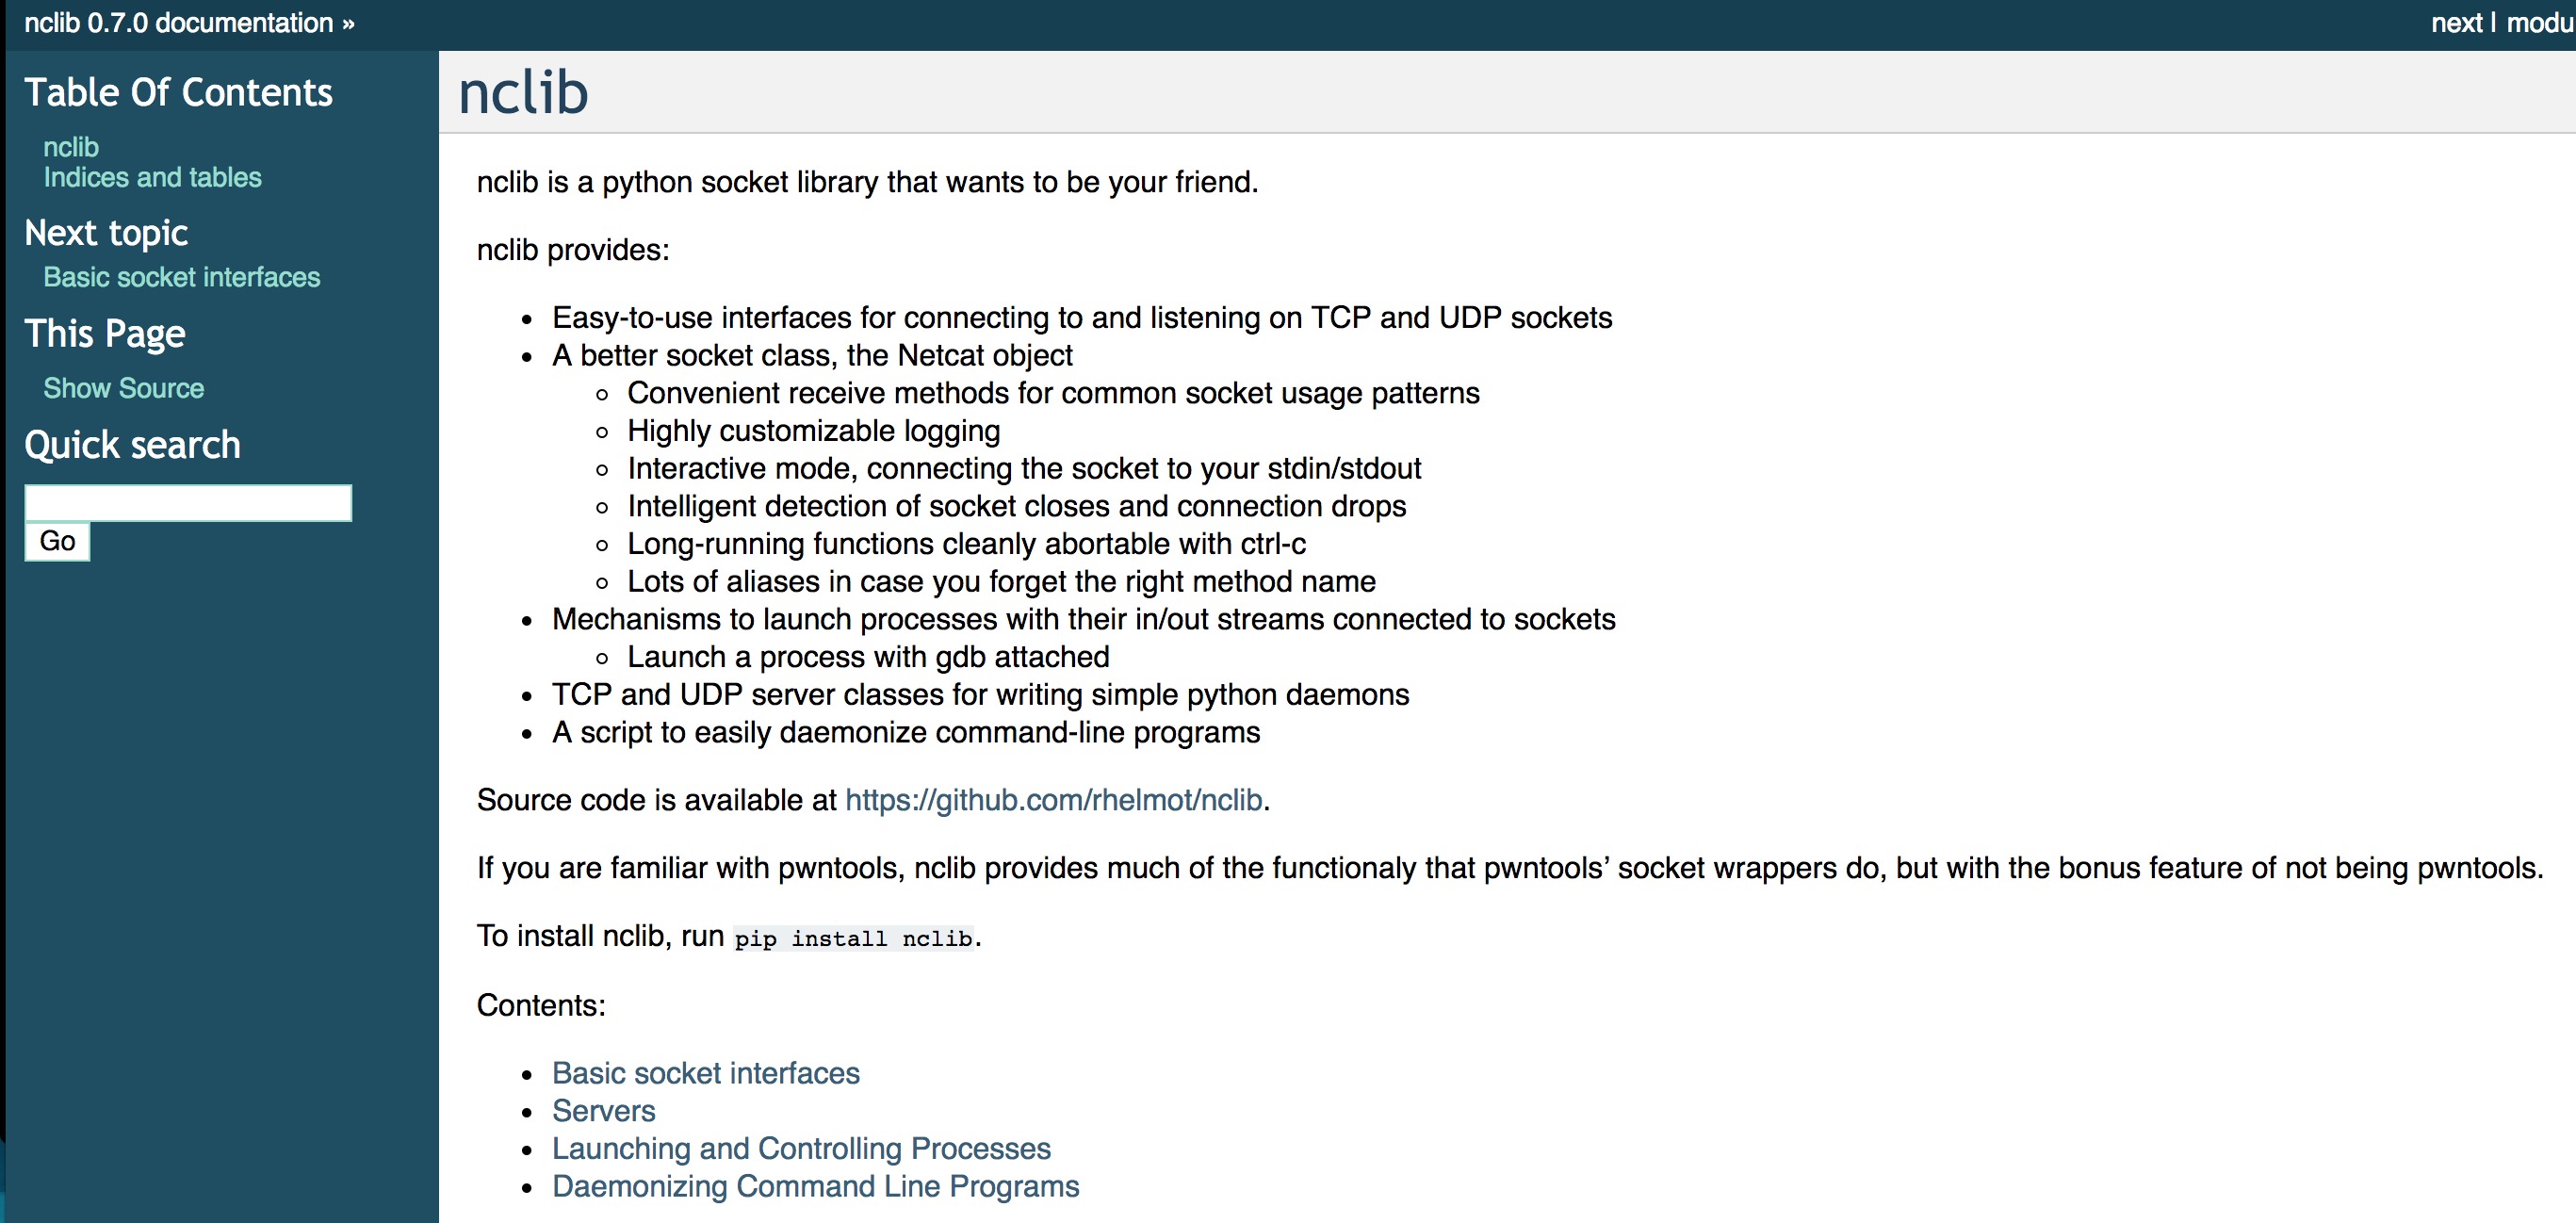 nclib 0.7.0 documentation »
next | modu
Table Of Contents
nclib
Indices and tables
Next topic
Basic socket interfaces
This Page
Show Source
Quick search
Go
nclib
nclib is a python socket library that wants to be your friend.
nclib provides:
• Easy-to-use interfaces for connecting to and listening on TCP and UDP sockets
• A better socket class, the Netcat object
◦ Convenient receive methods for common socket usage patterns
◦ Highly customizable logging
◦ Interactive mode, connecting the socket to your stdin/stdout
◦ Intelligent detection of socket closes and connection drops
◦ Long-running functions cleanly abortable with ctrl-c
◦ Lots of aliases in case you forget the right method name
• Mechanisms to launch processes with their in/out streams connected to sockets
◦ Launch a process with gdb attached
• TCP and UDP server classes for writing simple python daemons
• A script to easily daemonize command-line programs
Source code is available at https://github.com/rhelmot/nclib.
If you are familiar with pwntools, nclib provides much of the functionaly that pwntools’ socket wrappers do, but with the bonus feature of not being pwntools.
To install nclib, run pip install nclib.
Contents:
• Basic socket interfaces
• Servers
• Launching and Controlling Processes
• Daemonizing Command Line Programs